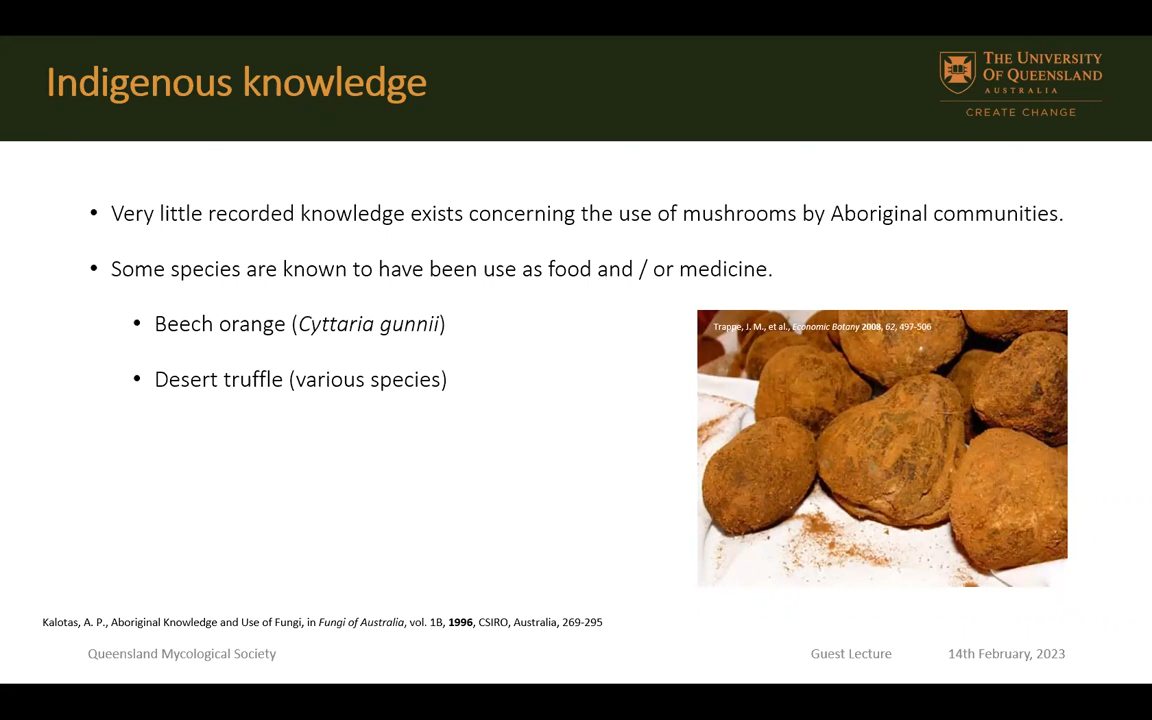 Indigenous knowledge
THE UNIVERSITY
OF QUEENSLAND
AUSTRALIA
CREATE CHANGE
• Very little recorded knowledge exists concerning the use of mushrooms by Aboriginal communities.
• Some species are known to have been use as food and / or medicine.
• Beech orange (Cyttaria gunnii)
• Desert truffle (various species)
Trappe, J. M., et al., Economic Botany 2008, 62, 497-506
Kalotas, A. P., Aboriginal Knowledge and Use of Fungi, in Fungi of Australia, vol. 1B, 1996, CSIRO, Australia, 269-295
Queensland Mycological Society Guest Lecture 14th February, 2023